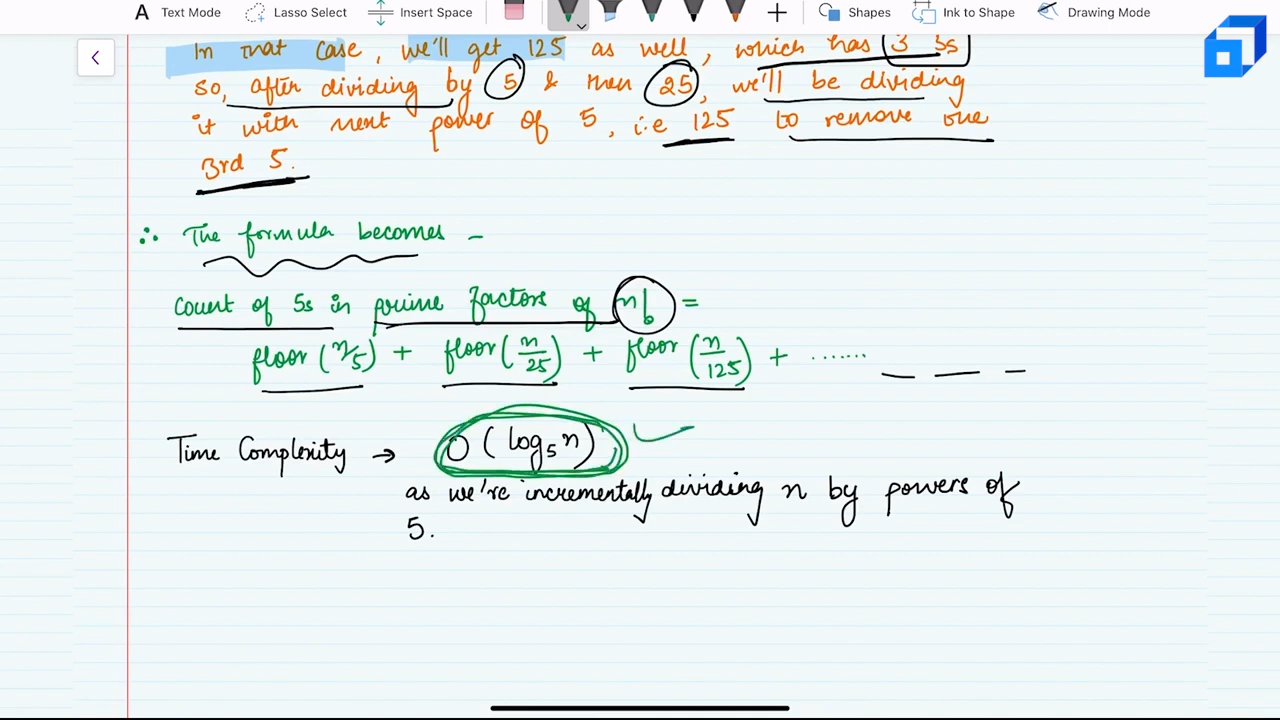 A Text Mode Lasso Select Insert Space Shapes Ink to Shape Drawing Mode
In that case, we'll get 125 as well, which has 3 5s
so, after dividing by 5 & then 25, we'll be dividing
it with next power of 5, i.e 125 to remove one
3rd 5.
∴ The formula becomes -
count of 5s in prime factors of n! =
floor(n/5) + floor(n/25) + floor(n/125) + .......
Time Complexity → O(log₅n)
as we're incrementally dividing n by powers of
5.